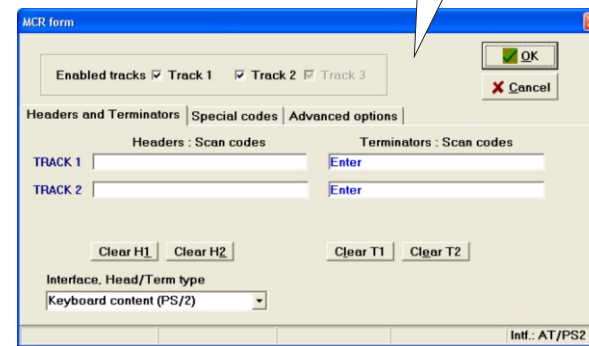 MCR form
OK
Enabled tracks Track 1 Track 2 Track 3
Cancel
Headers and Terminators Special codes Advanced options
Headers : Scan codes Terminators : Scan codes
TRACK 1 Enter
TRACK 2 Enter
Clear H1 Clear H2 Clear T1 Clear T2
Interface, Head/Term type
Keyboard content (PS/2)
Intf.: AT/PS2